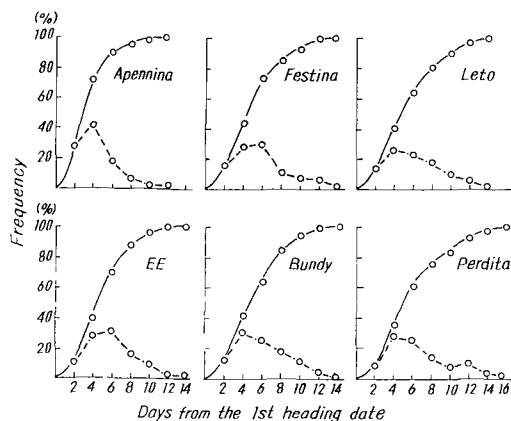 (%)
100
80
60
40
20
Apennina
Festina
Leto
Frequency
(%)
100
80
60
40
20
EE
Bundy
Perdita
2 4 6 8 10 12 14
2 4 6 8 10 12 14
2 4 6 8 10 12 14 16
Days from the 1st heading date